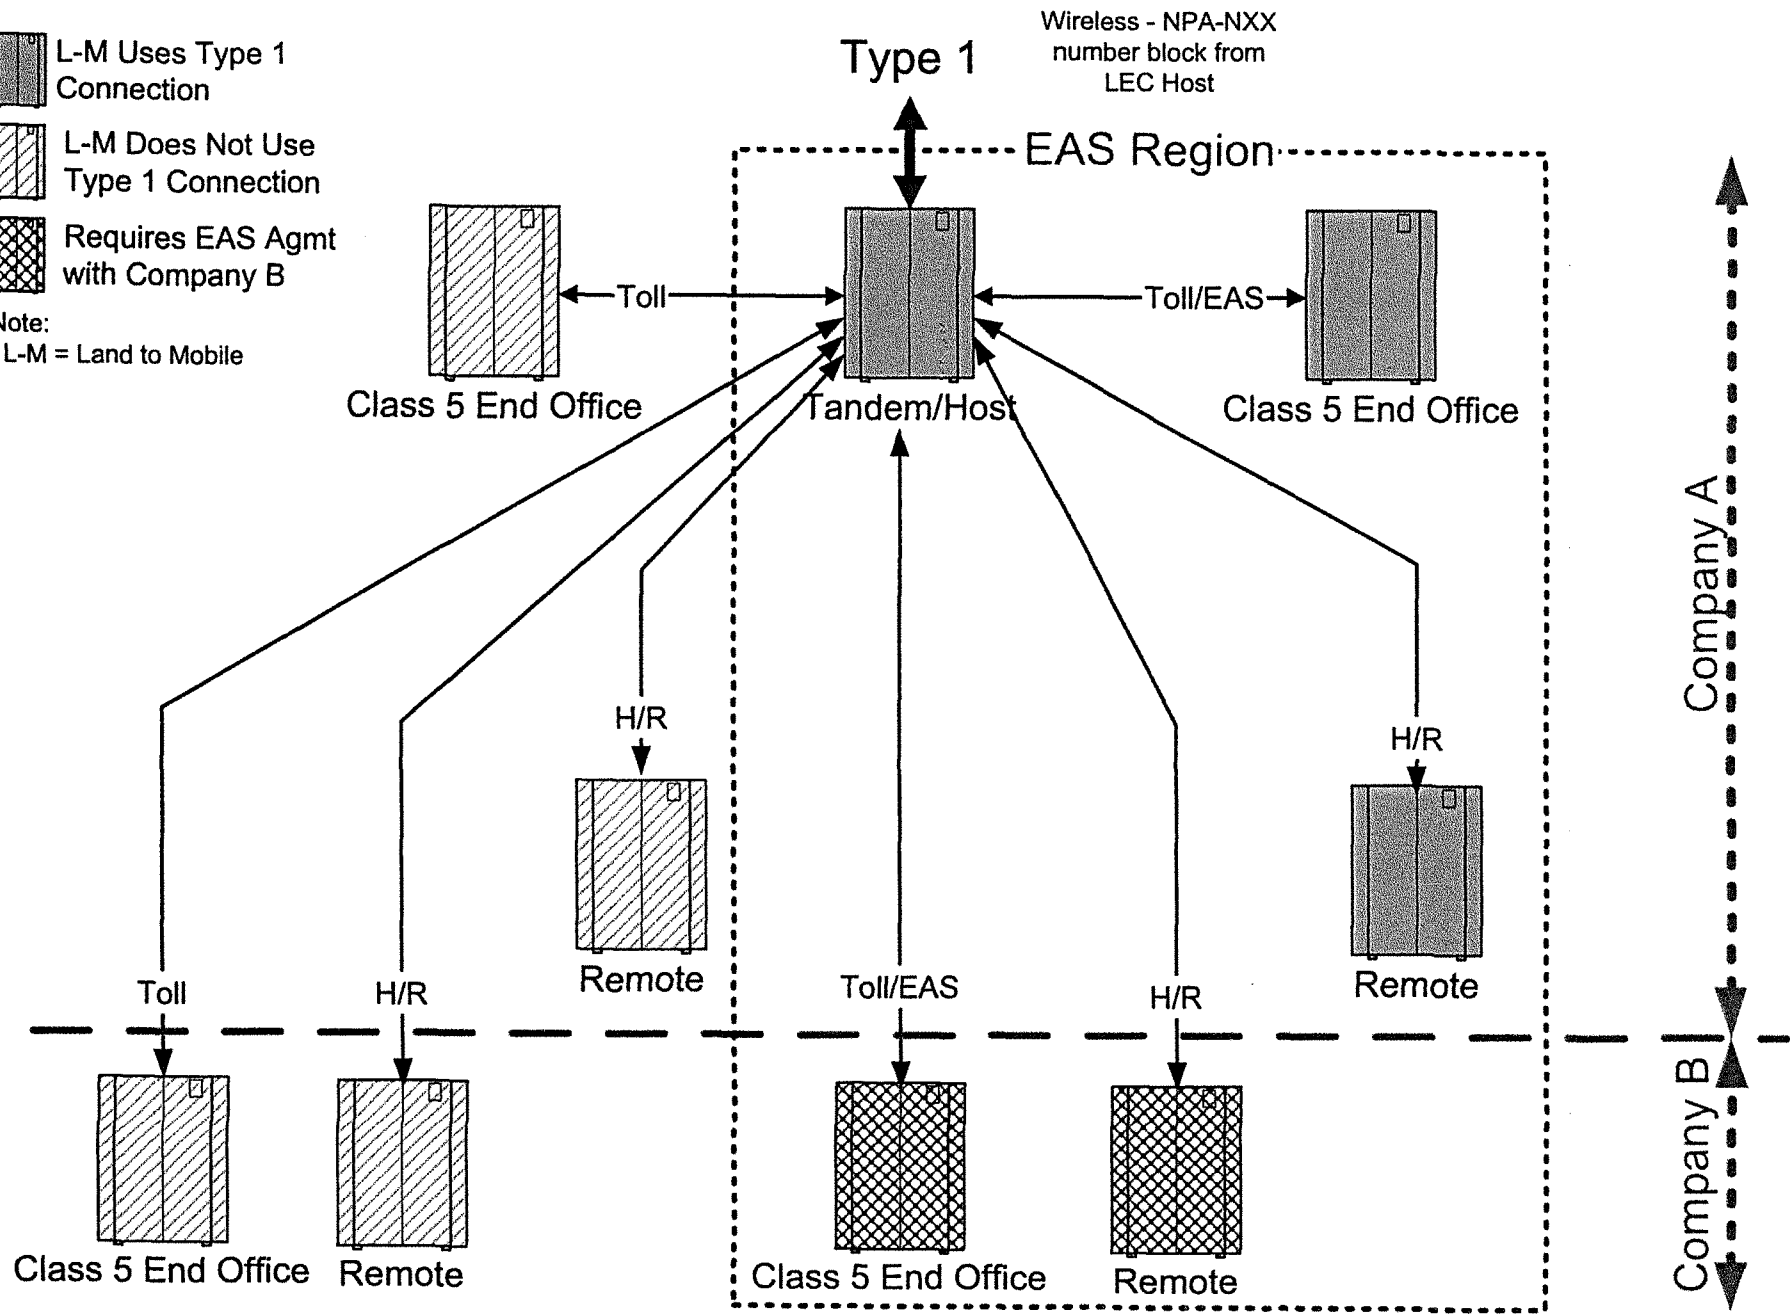 Wireless - NPA-NXX
number block from
LEC Host
Type 1
L-M Uses Type 1
Connection
L-M Does Not Use
Type 1 Connection
Requires EAS Agmt
with Company B
Note:
L-M = Land to Mobile
EAS Region
Toll
Toll/EAS
Class 5 End Office
Tandem/Host
Class 5 End Office
Company A
H/R
H/R
Remote
Remote
Toll
H/R
Toll/EAS
H/R
Company B
Class 5 End Office
Remote
Class 5 End Office
Remote